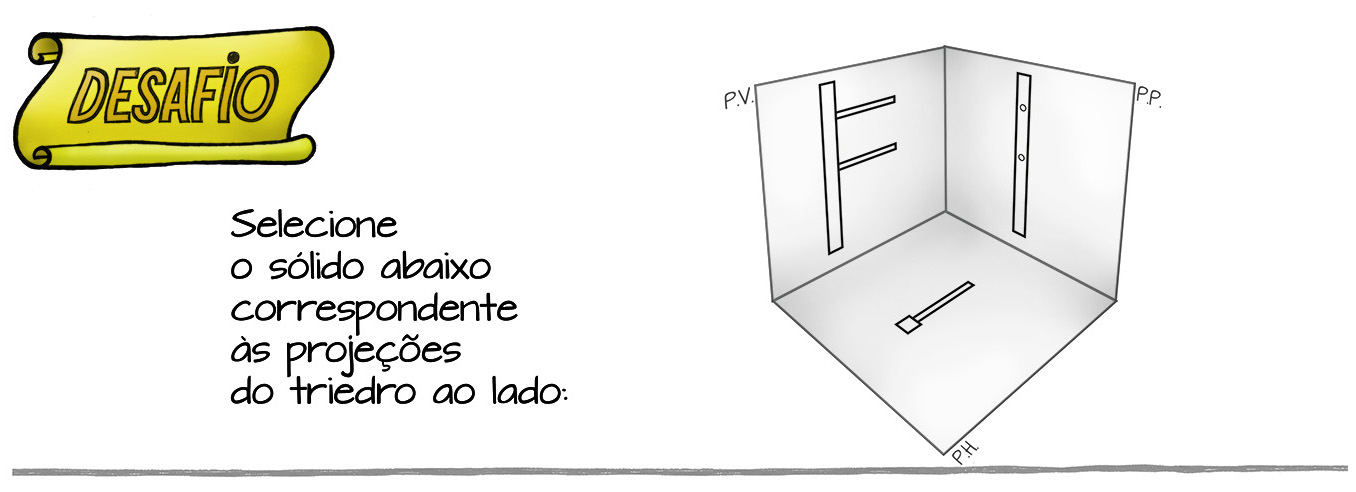 DESAFIO
P.V.
P.P.
Selecione
o sólido abaixo
correspondente
às projeções
do triedro ao lado:
P.H.